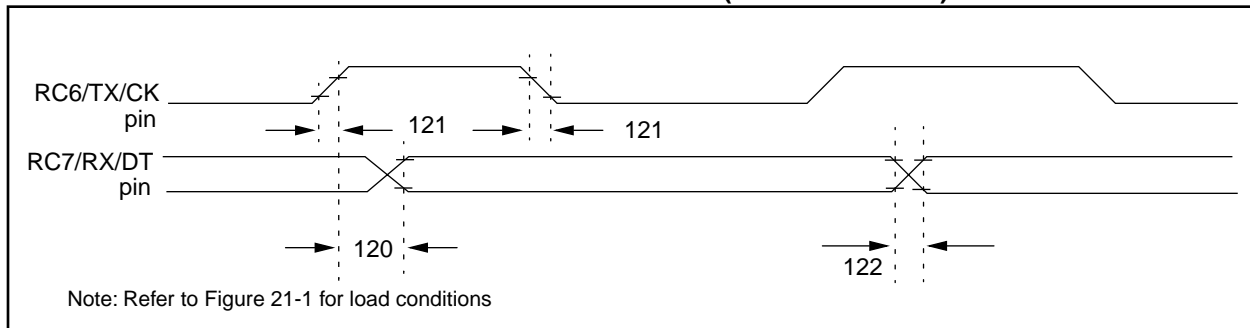 RC6/TX/CK
pin
121
121
RC7/RX/DT
pin
120
122
Note: Refer to Figure 21-1 for load conditions